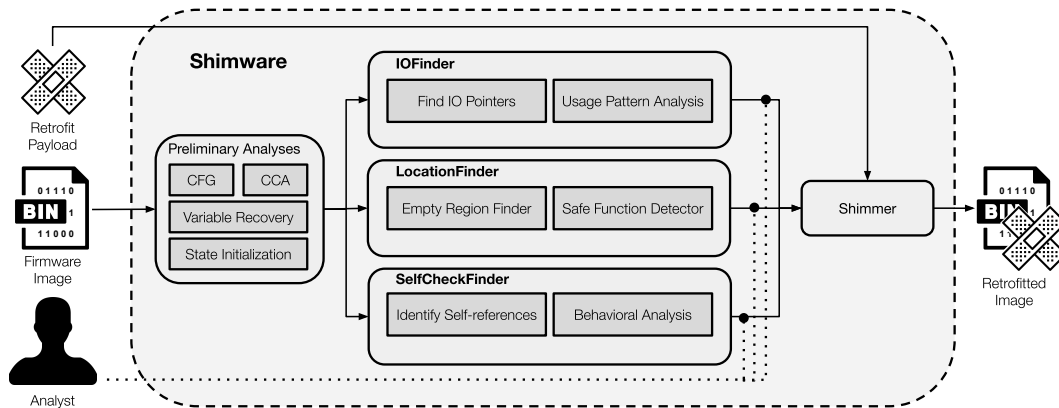 Shimware
Retrofit
Payload
01110
BIN 1
11000
Firmware
Image
Analyst
Preliminary Analyses
CFG
CCA
Variable Recovery
State Initialization
IOFinder
Find IO Pointers
Usage Pattern Analysis
LocationFinder
Empty Region Finder
Safe Function Detector
SelfCheckFinder
Identify Self-references
Behavioral Analysis
Shimmer
01110
BIN
Retrofitted
Image